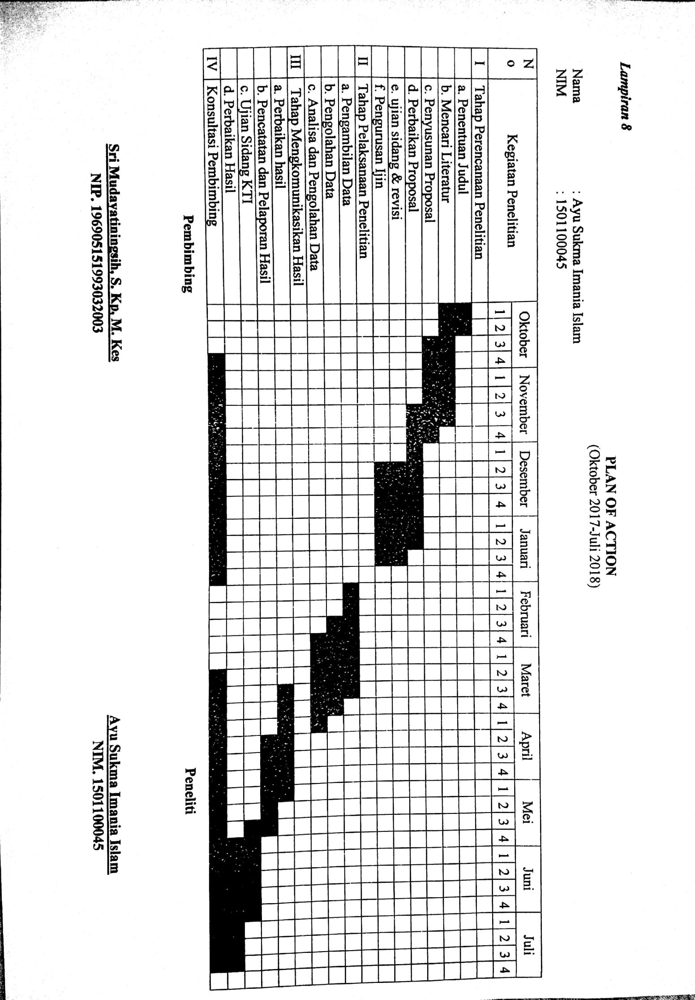 Lampiran 8
PLAN OF ACTION
(Oktober 2017-Juli 2018)
Nama : Ayu Sukma Imania Islam
NIM : 1501100045
No Kegiatan Penelitian Oktober November Desember Januari Februari Maret April Mei Juni Juli
1 2 3 4 1 2 3 4 1 2 3 4 1 2 3 4 1 2 3 4 1 2 3 4 1 2 3 4 1 2 3 4 1 2 3 4 1 2 3 4
I Tahap Perencanaan Penelitian
a. Penentuan Judul
b. Mencari Literatur
c. Penyusunan Proposal
d. Perbaikan Proposal
e. ujian sidang & revisi
f. Pengurusan Ijin
II Tahap Pelaksanaan Penelitian
a. Pengambilan Data
b. Pengolahan Data
c. Analisa dan Pengolahan Data
III Tahap Mengkomunikasikan Hasil
a. Perbaikan hasil
b. Pencatatan dan Pelaporan Hasil
c. Ujian Sidang KTI
d. Perbaikan Hasil
IV Konsultasi Pembimbing
Pembimbing Peneliti
Sri Mudayatiningsih, S. Kp, M. Kes Ayu Sukma Imania Islam
NIP. 196905151993032003 NIM. 1501100045